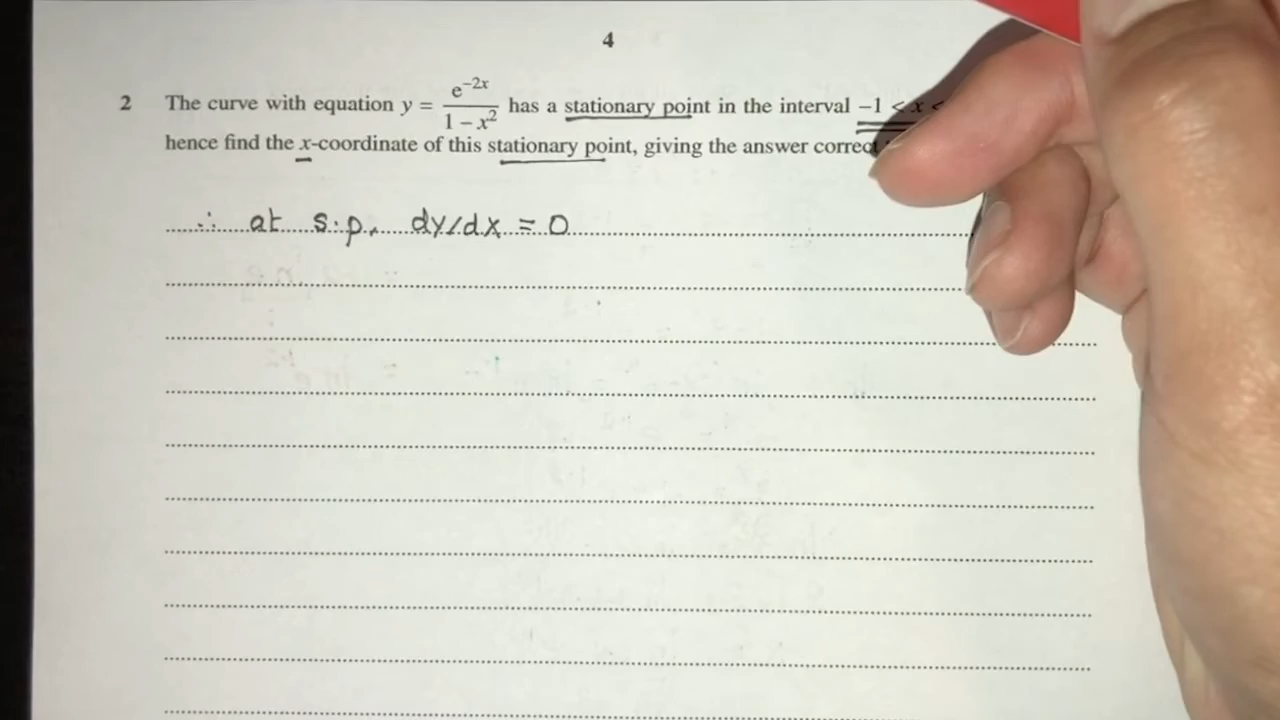 4
2 The curve with equation y = e^{-2x} / (1 - x^2) has a stationary point in the interval -1 < x <
hence find the x-coordinate of this stationary point, giving the answer correct
∴ at s.p, dy/dx = 0